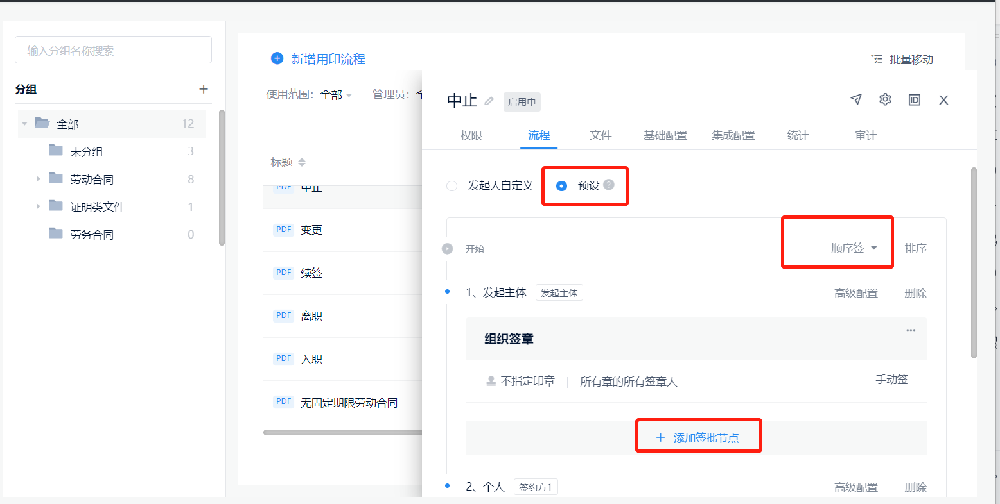 输入分组名称搜索
分组
全部 12
未分组 3
劳动合同 8
证明类文件 1
劳务合同 0
新增用印流程
批量移动
使用范围: 全部 管理员:
标题
PDF 中止
PDF 变更
PDF 续签
PDF 离职
PDF 入职
PDF 无固定期限劳动合同
中止 启用中
ID X
权限 流程 文件 基础配置 集成配置 统计 审计
发起人自定义 预设 ?
开始 顺序签 排序
1、发起主体 发起主体 高级配置 删除
组织签章 ...
不指定印章 所有章的所有签章人 手动签
+ 添加签批节点
2、个人 签约方1 高级配置 删除